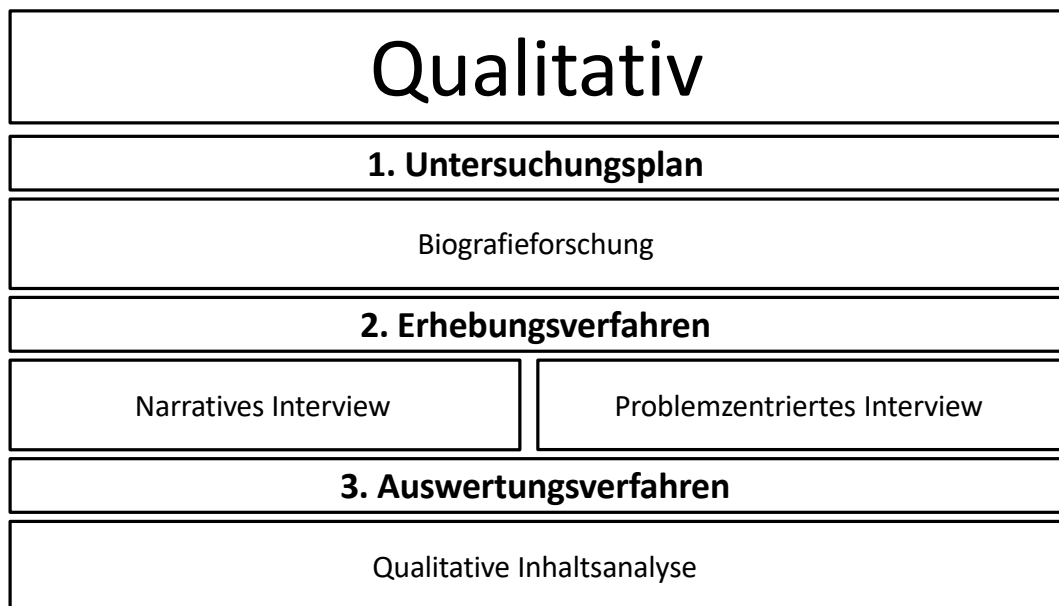 Qualitativ
1. Untersuchungsplan
Biografieforschung
2. Erhebungsverfahren
Narratives Interview
Problemzentriertes Interview
3. Auswertungsverfahren
Qualitative Inhaltsanalyse